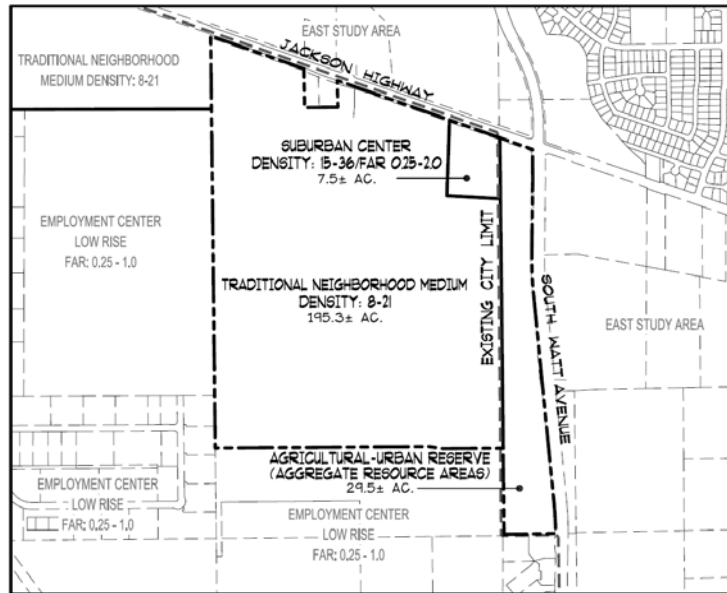 EAST STUDY AREA
TRADITIONAL NEIGHBORHOOD
MEDIUM DENSITY: 8-21
JACKSON HIGHWAY
SUBURBAN CENTER
DENSITY: 15-36/FAR 0.25-2.0
7.5± AC.
EMPLOYMENT CENTER
LOW RISE
FAR: 0.25 - 1.0
TRADITIONAL NEIGHBORHOOD MEDIUM
DENSITY: 8-21
195.3± AC.
EXISTING CITY LIMIT
SOUTH WATT AVENUE
EAST STUDY AREA
AGRICULTURAL-URBAN RESERVE
(AGGREGATE RESOURCE AREAS)
29.5± AC.
EMPLOYMENT CENTER
LOW RISE
FAR: 0.25 - 1.0
EMPLOYMENT CENTER
LOW RISE
FAR: 0.25 - 1.0